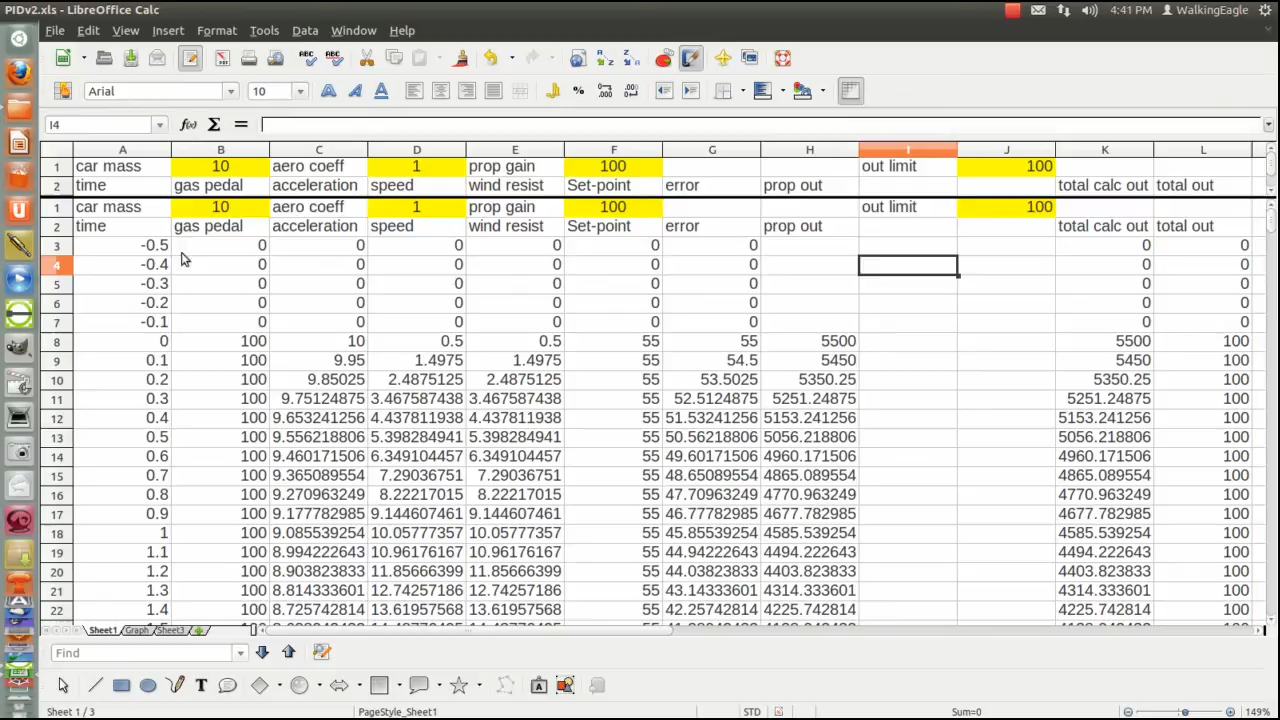 PIDv2.xls - LibreOffice Calc 4:41 PM WalkingEagle
File Edit View Insert Format Tools Data Window Help
Arial 10
I4
A B C D E F G H I J K L
1 car mass 10 aero coeff 1 prop gain 100 out limit 100
2 time gas pedal acceleration speed wind resist Set-point error prop out total calc out total out
1 car mass 10 aero coeff 1 prop gain 100 out limit 100
2 time gas pedal acceleration speed wind resist Set-point error prop out total calc out total out
3 -0.5 0 0 0 0 0 0 0 0
4 -0.4 0 0 0 0 0 0 0 0
5 -0.3 0 0 0 0 0 0 0 0
6 -0.2 0 0 0 0 0 0 0 0
7 -0.1 0 0 0 0 0 0 0 0
8 0 100 10 0.5 0.5 55 55 5500 5500 100
9 0.1 100 9.95 1.4975 1.4975 55 54.5 5450 5450 100
10 0.2 100 9.85025 2.4875125 2.4875125 55 53.5025 5350.25 5350.25 100
11 0.3 100 9.75124875 3.467587438 3.467587438 55 52.5124875 5251.24875 5251.24875 100
12 0.4 100 9.653241256 4.437811938 4.437811938 55 51.53241256 5153.241256 5153.241256 100
13 0.5 100 9.556218806 5.398284941 5.398284941 55 50.56218806 5056.218806 5056.218806 100
14 0.6 100 9.460171506 6.349104457 6.349104457 55 49.60171506 4960.171506 4960.171506 100
15 0.7 100 9.365089554 7.29036751 7.29036751 55 48.65089554 4865.089554 4865.089554 100
16 0.8 100 9.270963249 8.22217015 8.22217015 55 47.70963249 4770.963249 4770.963249 100
17 0.9 100 9.177782985 9.144607461 9.144607461 55 46.77782985 4677.782985 4677.782985 100
18 1 100 9.085539254 10.05777357 10.05777357 55 45.85539254 4585.539254 4585.539254 100
19 1.1 100 8.994222643 10.96176167 10.96176167 55 44.94222643 4494.222643 4494.222643 100
20 1.2 100 8.903823833 11.85666399 11.85666399 55 44.03823833 4403.823833 4403.823833 100
21 1.3 100 8.814333601 12.74257186 12.74257186 55 43.14333601 4314.333601 4314.333601 100
22 1.4 100 8.725742814 13.61957568 13.61957568 55 42.25742814 4225.742814 4225.742814 100
Sheet1 Graph Sheet3
Find
Sheet 1 / 3 PageStyle_Sheet1 STD Sum=0 149%